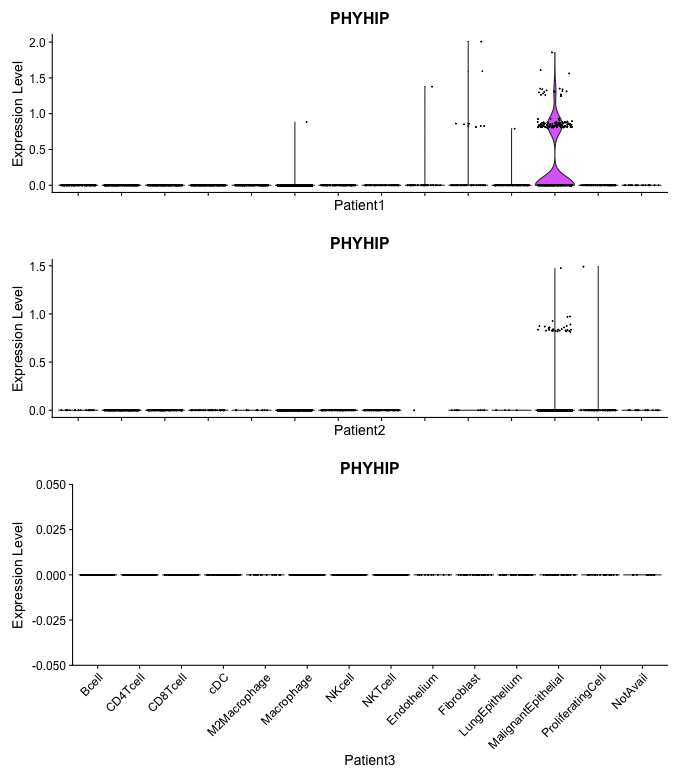 PHYHIP
Expression Level
2.0
1.5
1.0
0.5
0.0
Patient1
PHYHIP
Expression Level
1.5
1.0
0.5
0.0
Patient2
PHYHIP
Expression Level
0.050
0.025
0.000
-0.025
-0.050
Bcell
CD4Tcell
CD8Tcell
cDC
M2Macrophage
Macrophage
NKcell
NKTcell
Endothelium
Fibroblast
LungEpithelium
MalignantEpithelial
ProliferatingCell
NotAvail
Patient3